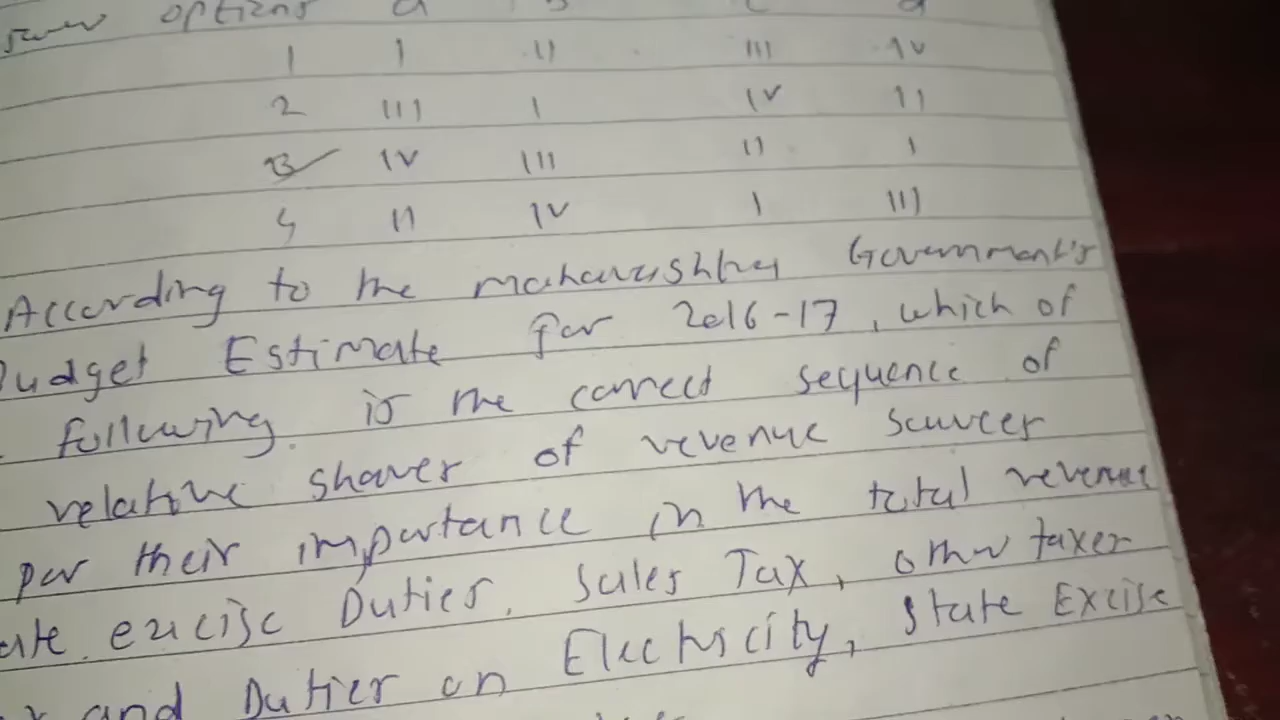 options a B c d
1 I II III IV
2 III I IV II
3 IV III II I
4 II IV I III
According to the maharashtra Government's
Budget Estimate for 2016-17, which of
following is the correct sequence of
relative shares of revenue sources
per their importance in the total revenue
excise Duties, Sales Tax, other taxes
and Duties on Electricity, State Excise